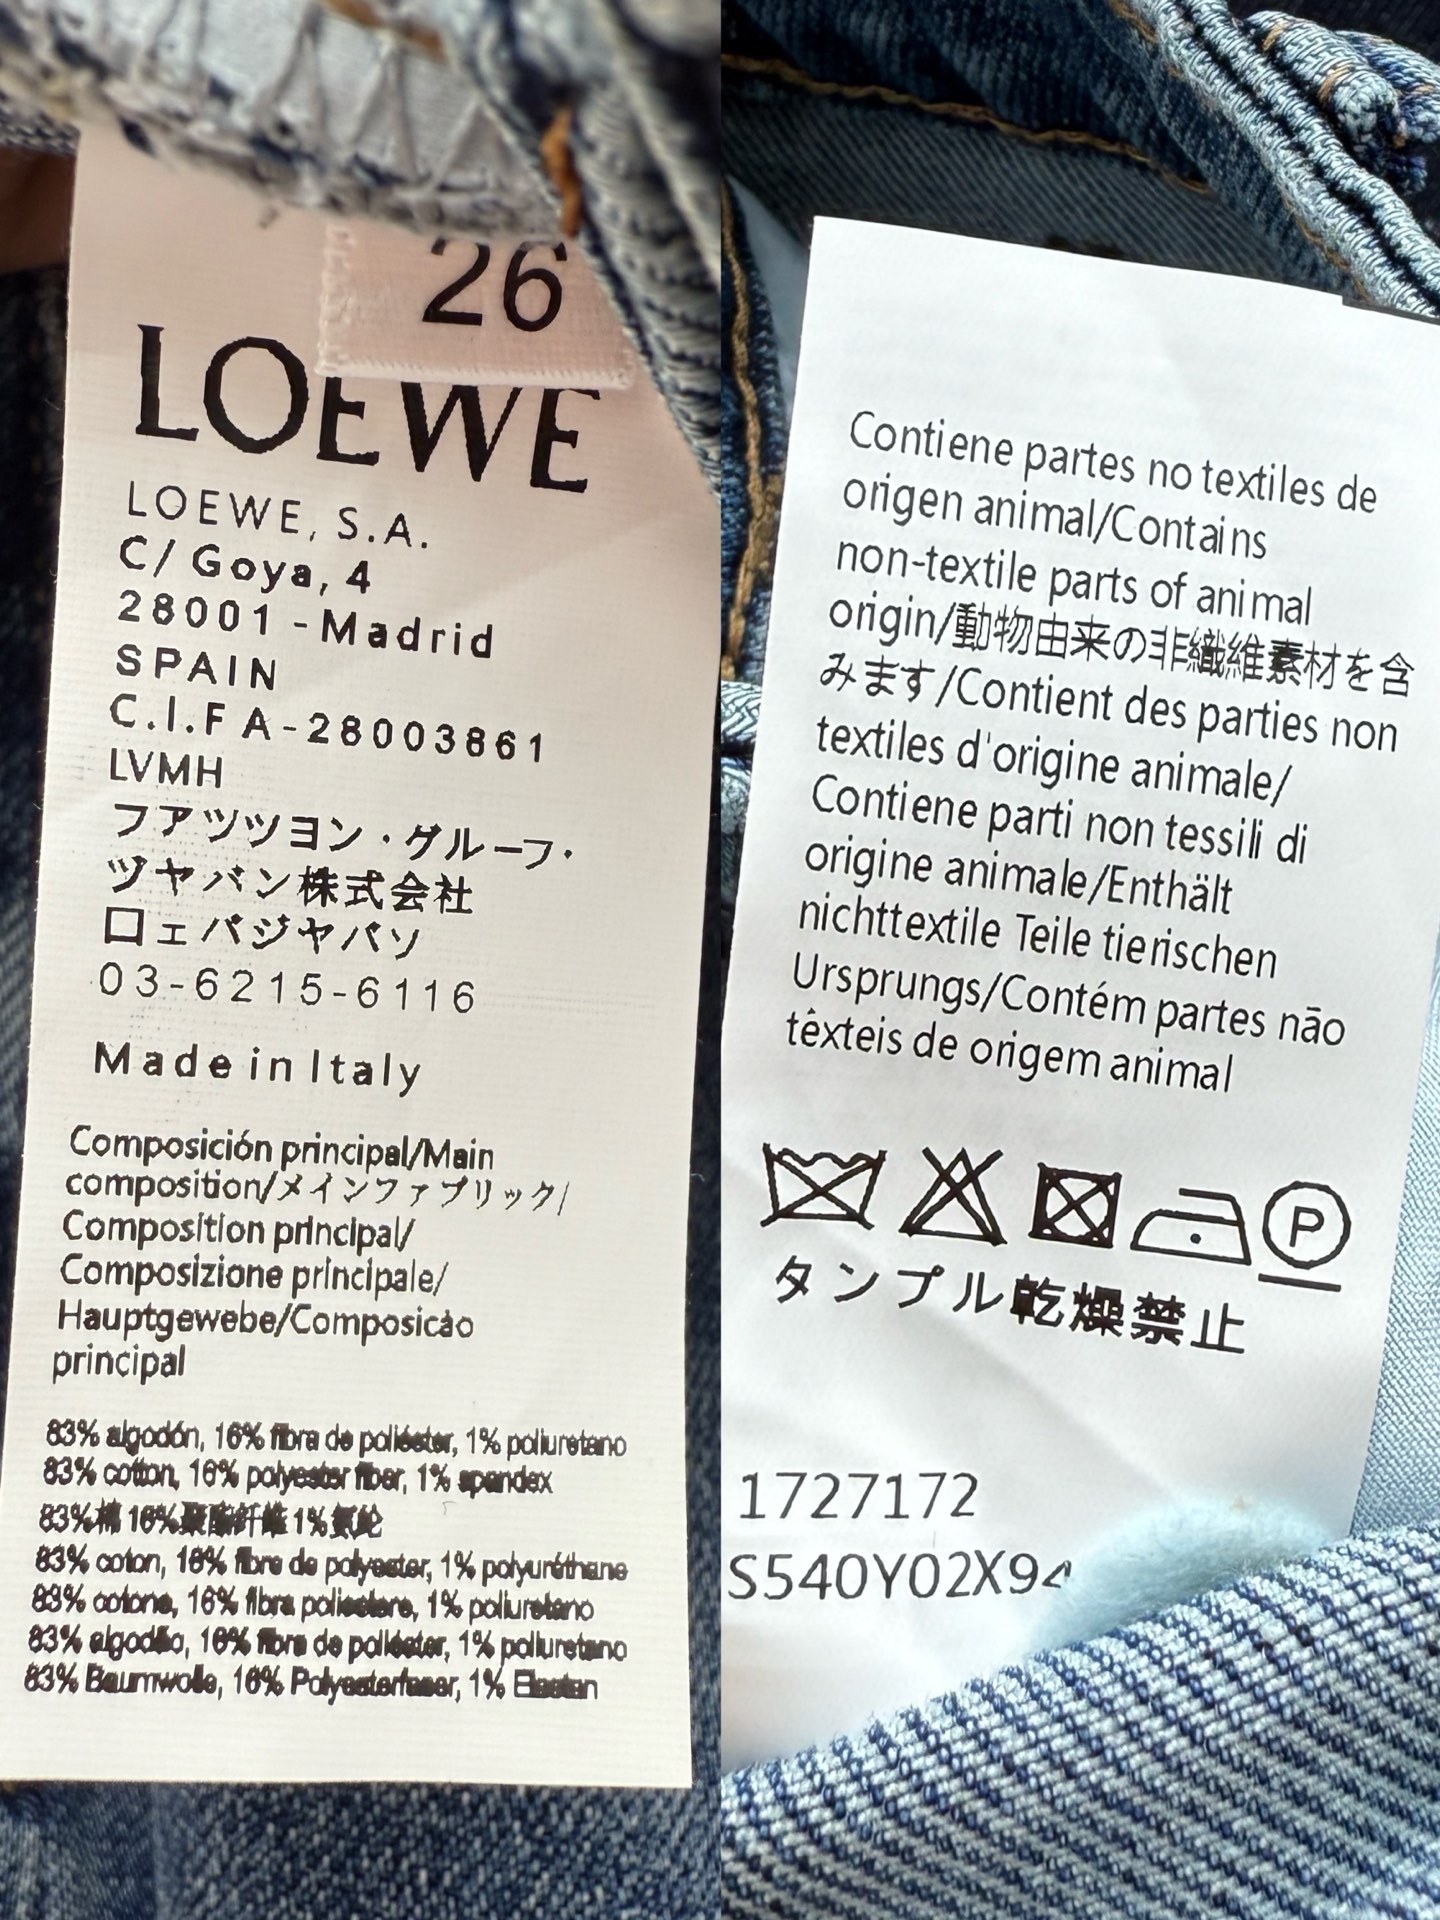 26
LOEWE
LOEWE, S.A.
C/ Goya, 4
28001 - Madrid
SPAIN
C.I.F A-28003861
LVMH
フアツツヨン・グルーフ・
ヅヤバン株式会社
口エバジヤパソ
03-6215-6116
Made in Italy
Composición principal/Main
composition/メインファブリック/
Composition principal/
Composizione principale/
Hauptgewebe/Composicão
principal
83% algodón, 16% fibra de poliéster, 1% poliuretano
83% cotton, 16% polyester fiber, 1% spandex
83%棉 16%聚酯纤维 1%氨纶
83% coton, 16% fibre de polyester, 1% polyuréthane
83% cotone, 16% fibra poliestere, 1% poliuretano
83% algodão, 16% fibra de poliéster, 1% poliuretano
83% Baumwolle, 16% Polyesterfaser, 1% Elastan
Contiene partes no textiles de
origen animal/Contains
non-textile parts of animal
origin/動物由来の非繊維素材を含
みます/Contient des parties non
textiles d'origine animale/
Contiene parti non tessili di
origine animale/Enthält
nichttextile Teile tierischen
Ursprungs/Contém partes não
têxteis de origem animal
P
タンプル乾燥禁止
1727172
S540Y02X94